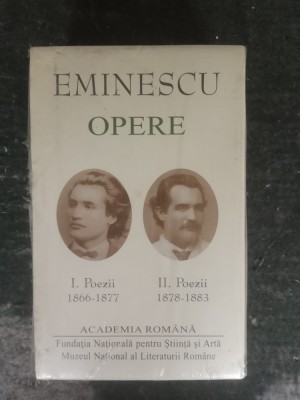 EMINESCU
OPERE
I. Poezii
1866-1877
II. Poezii
1878-1883
ACADEMIA ROMÂNĂ
Fundația Națională pentru Știință și Artă
Muzeul Național al Literaturii Române